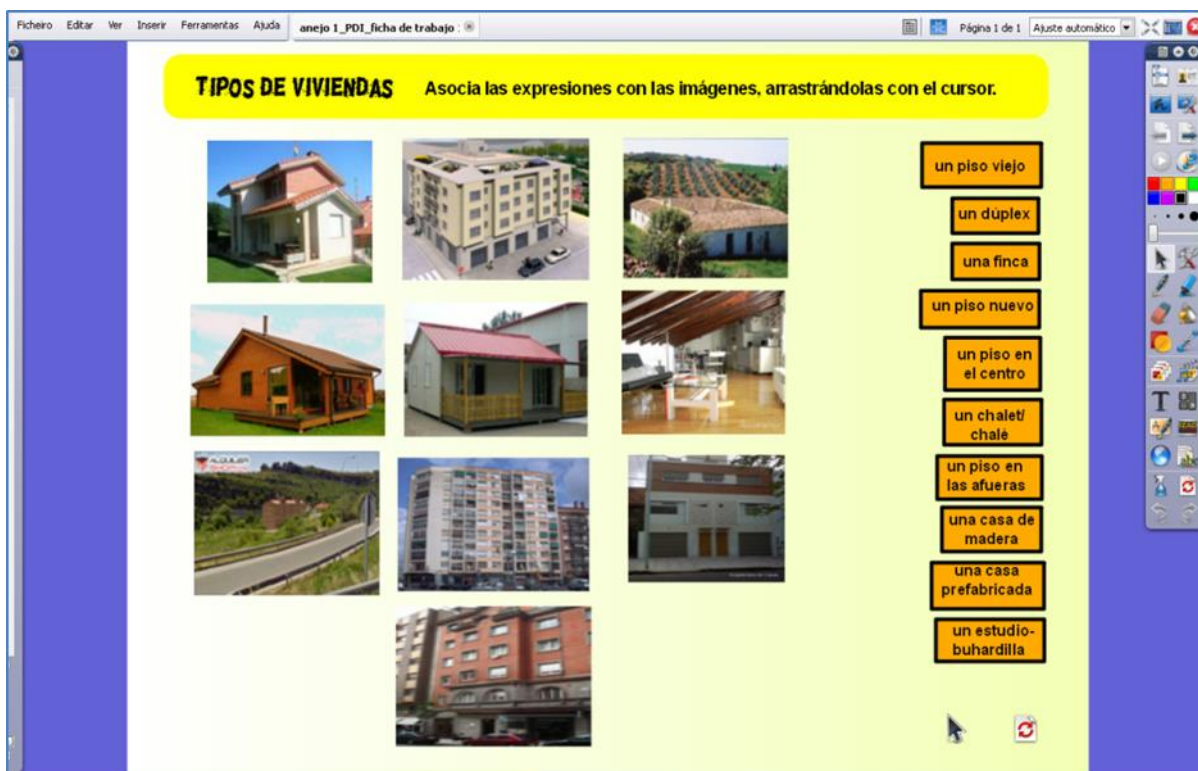 Ficheiro Editar Ver Inserir Ferramentas Ajuda anejo 1_PDI_ficha de trabajo : Página 1 de 1 Ajuste automático
TIPOS DE VIVIENDAS Asocia las expresiones con las imágenes, arrastrándolas con el cursor.
un piso viejo
un dúplex
una finca
un piso nuevo
un piso en
el centro
un chalet/
chalé
un piso en
las afueras
una casa de
madera
una casa
prefabricada
un estudio-
buhardilla
ALQUILER
T